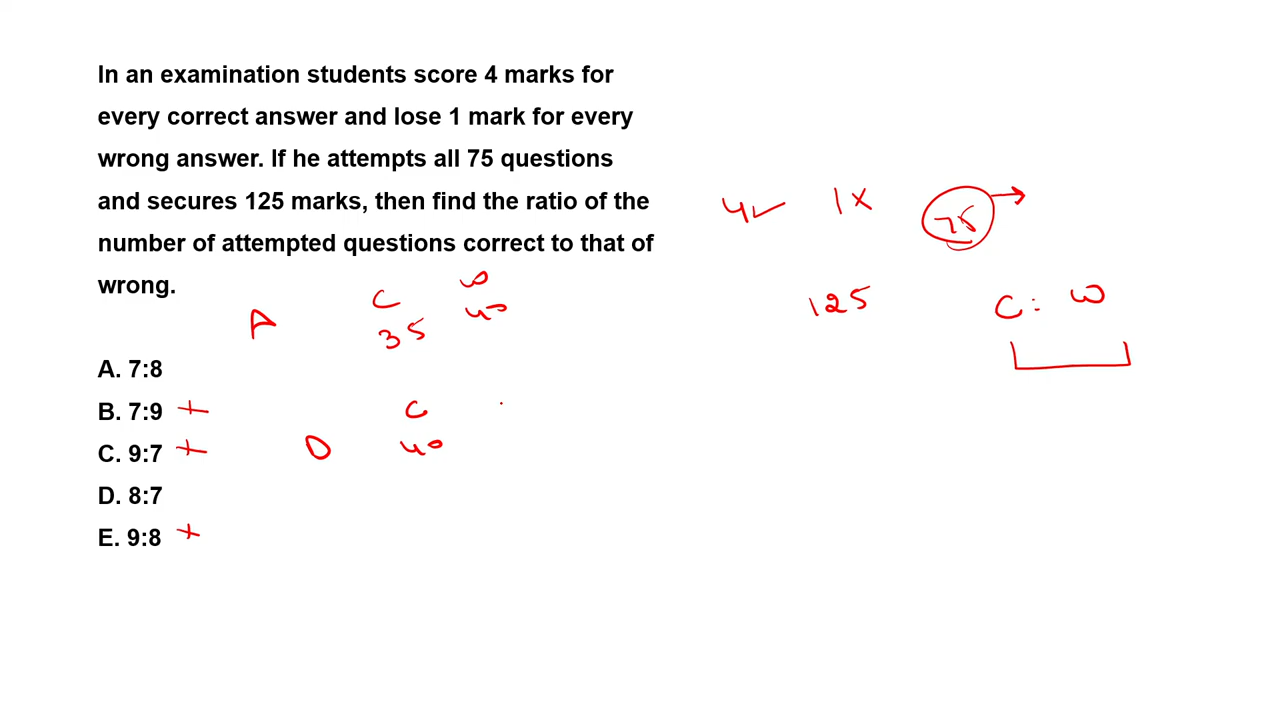 In an examination students score 4 marks for
every correct answer and lose 1 mark for every
wrong answer. If he attempts all 75 questions
and secures 125 marks, then find the ratio of the
number of attempted questions correct to that of
wrong.
4✓ 1× 75 →
125 C : W
A C W
35 40
A. 7:8
B. 7:9 ×
C. 9:7 ×
D. 8:7
E. 9:8 ×
D C
40